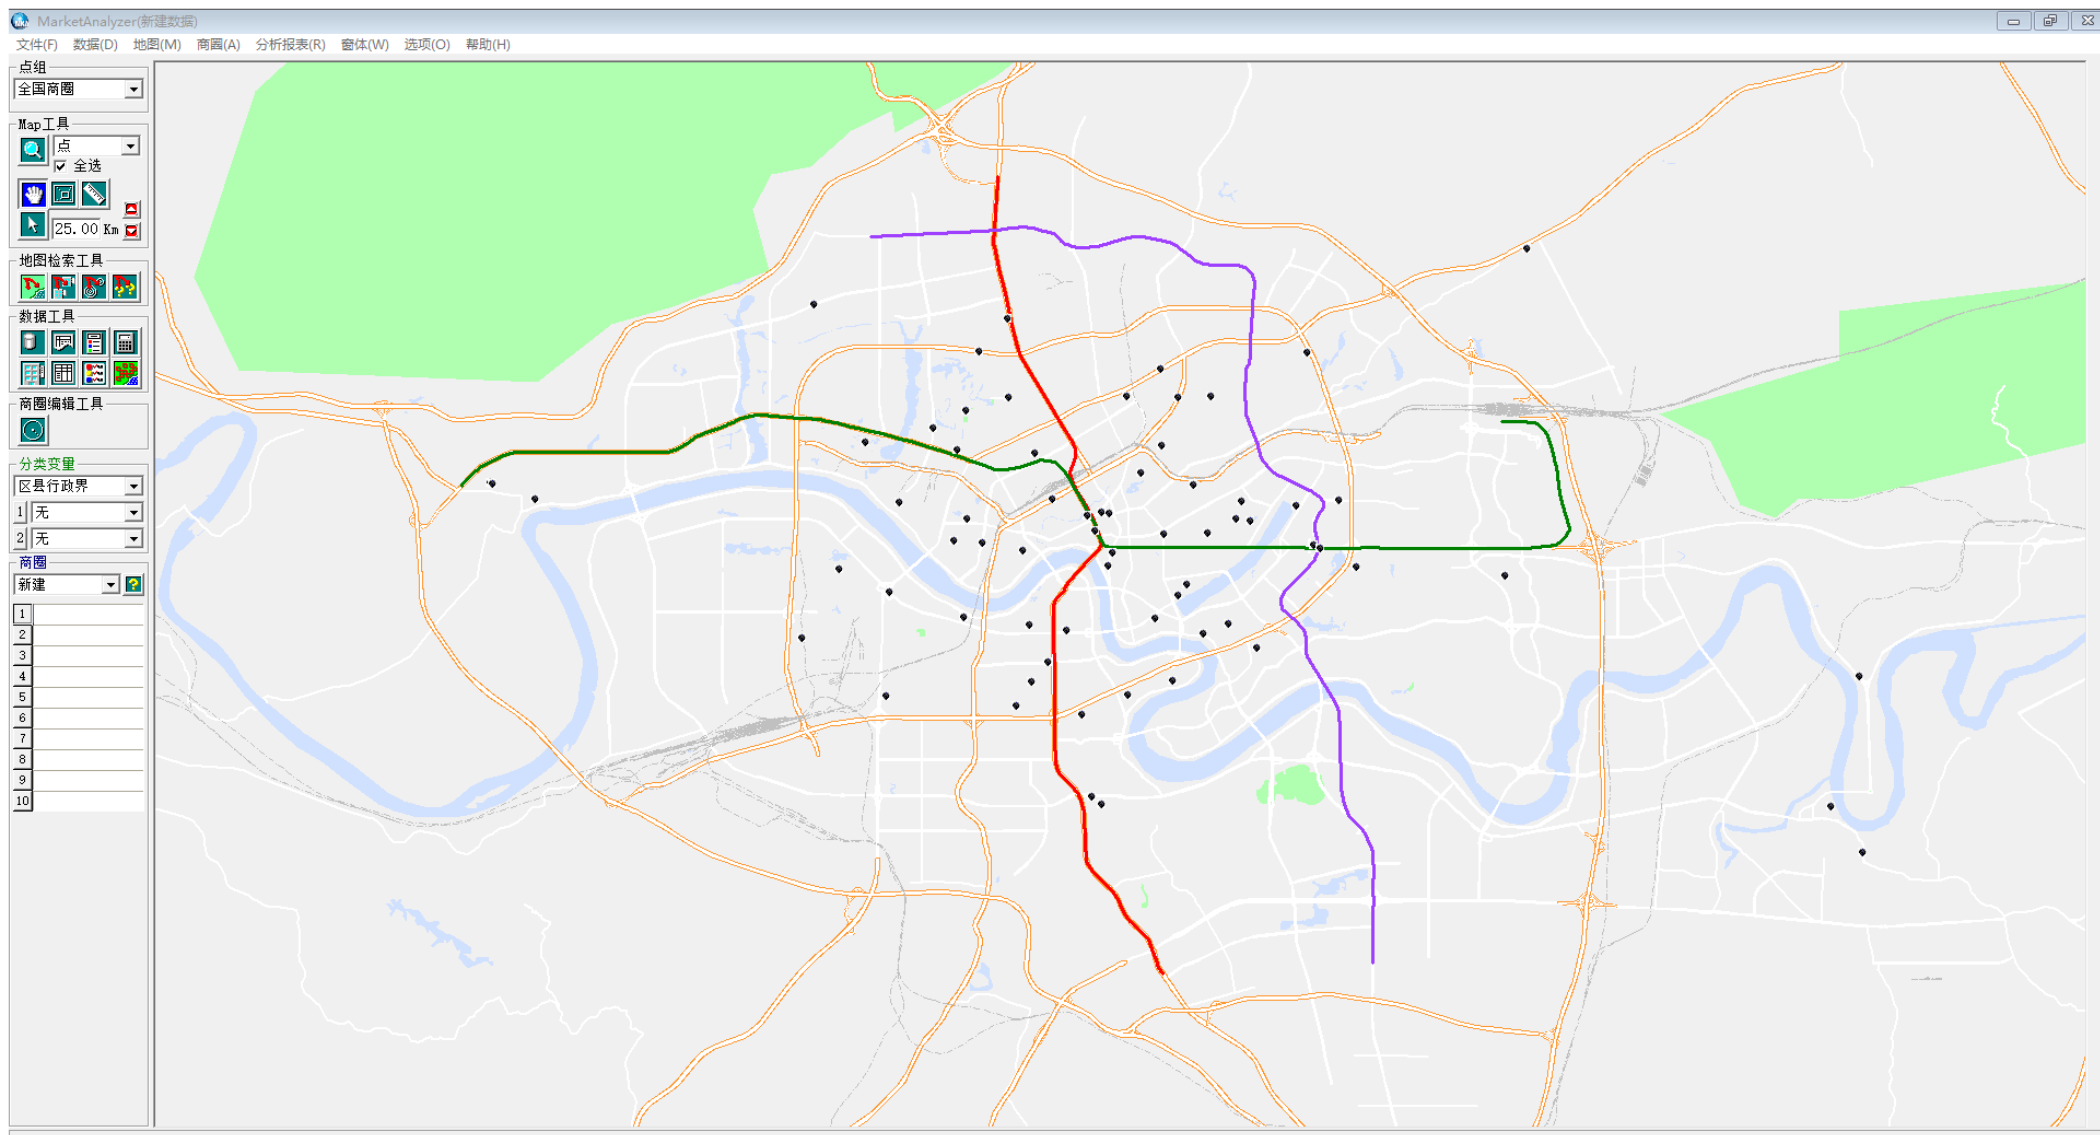 MarketAnalyzer(新建数据)
文件(F) 数据(D) 地图(M) 商圈(A) 分析报表(R) 窗体(W) 选项(O) 帮助(H)
点组
全国商圈
Map工具
点
全选
25.00 Km
地图检索工具
数据工具
商圈编辑工具
分类变量
区县行政界
1 无
2 无
商圈
新建
1
2
3
4
5
6
7
8
9
10